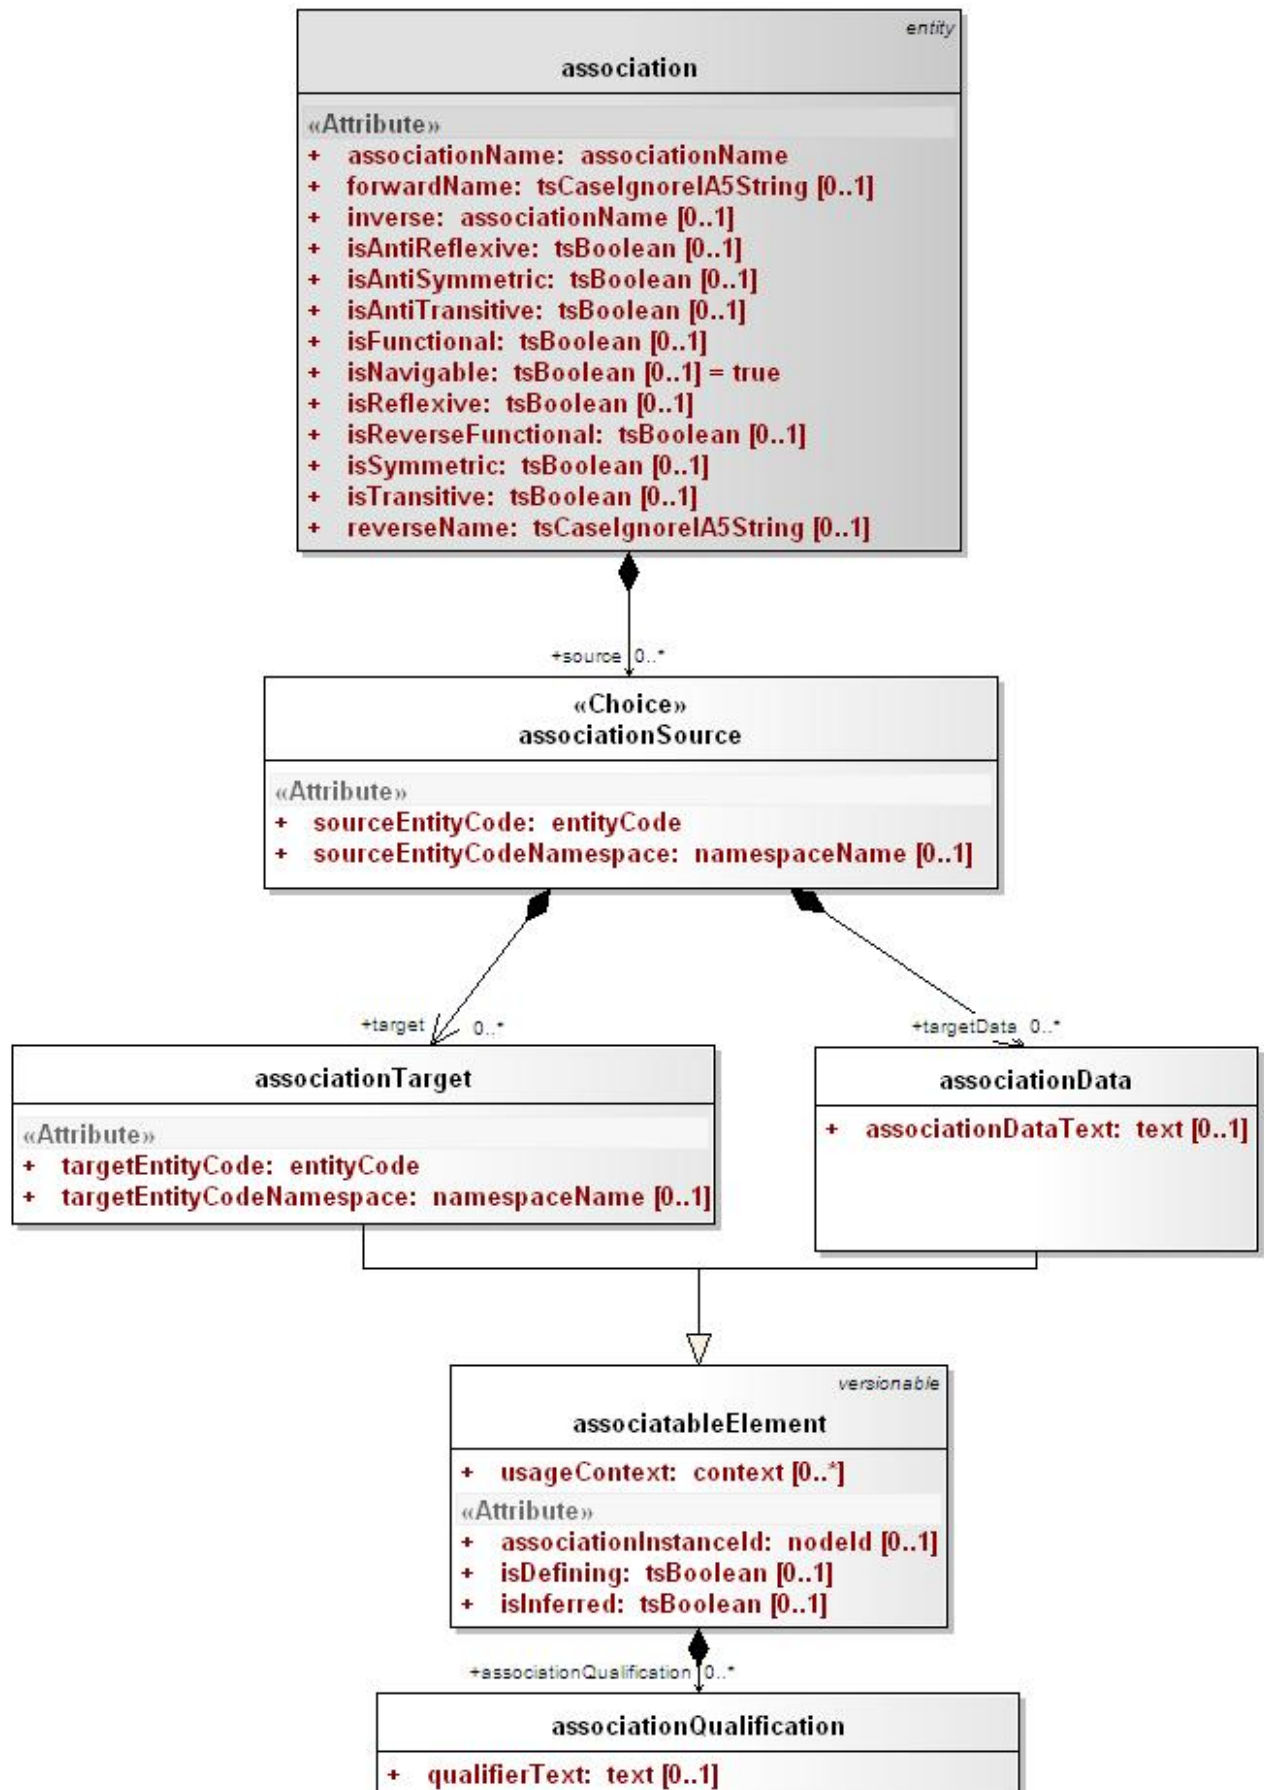 entity
association
«Attribute»
+ associationName: associationName
+ forwardName: tsCaseIgnoreIA5String [0..1]
+ inverse: associationName [0..1]
+ isAntiReflexive: tsBoolean [0..1]
+ isAntiSymmetric: tsBoolean [0..1]
+ isAntiTransitive: tsBoolean [0..1]
+ isFunctional: tsBoolean [0..1]
+ isNavigable: tsBoolean [0..1] = true
+ isReflexive: tsBoolean [0..1]
+ isReverseFunctional: tsBoolean [0..1]
+ isSymmetric: tsBoolean [0..1]
+ isTransitive: tsBoolean [0..1]
+ reverseName: tsCaseIgnoreIA5String [0..1]
+source 0..*
«Choice»
associationSource
«Attribute»
+ sourceEntityCode: entityCode
+ sourceEntityCodeNamespace: namespaceName [0..1]
+target 0..*
+targetData 0..*
associationTarget
«Attribute»
+ targetEntityCode: entityCode
+ targetEntityCodeNamespace: namespaceName [0..1]
associationData
+ associationDataText: text [0..1]
versionable
associatableElement
+ usageContext: context [0..*]
«Attribute»
+ associationInstanceId: nodeId [0..1]
+ isDefining: tsBoolean [0..1]
+ isInferred: tsBoolean [0..1]
+associationQualification 0..*
associationQualification
+ qualifierText: text [0..1]